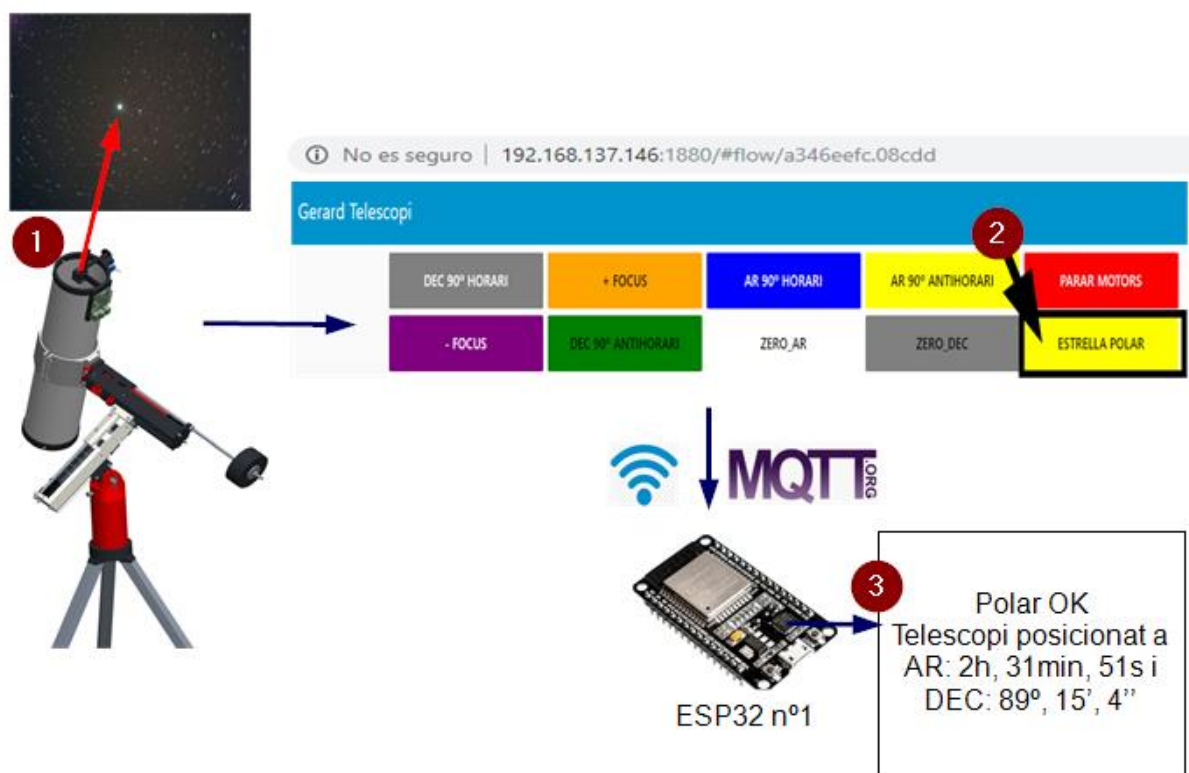 No es seguro | 192.168.137.146:1880/#flow/a346eefc.08cdd
Gerard Telescopi
1
2
DEC 90º HORARI
+ FOCUS
AR 90º HORARI
AR 90º ANTIHORARI
PARAR MOTORS
- FOCUS
DEC 90º ANTIHORARI
ZERO_AR
ZERO_DEC
ESTRELLA POLAR
MQTT.ORG
3
Polar OK
Telescopi posicionat a
AR: 2h, 31min, 51s i
DEC: 89º, 15’, 4’’
ESP32 nº1